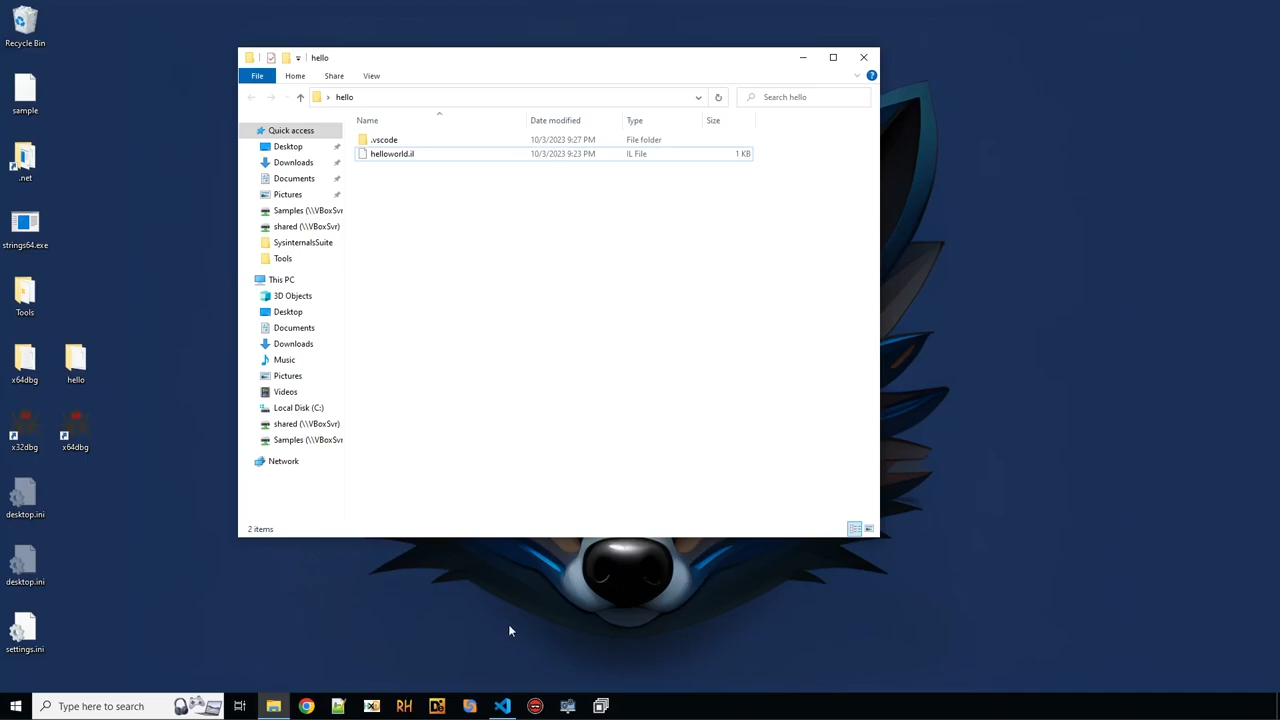 Recycle Bin
sample
.net
strings64.exe
Tools
x64dbg
hello
x32dbg
x64dbg
desktop.ini
desktop.ini
settings.ini
hello
File
Home
Share
View
hello
Search hello
Name
Date modified
Type
Size
.vscode
10/3/2023 9:27 PM
File folder
helloworld.il
10/3/2023 9:23 PM
IL File
1 KB
Quick access
Desktop
Downloads
Documents
Pictures
Samples (\\VBoxSvr
shared (\\VBoxSvr)
SysinternalsSuite
Tools
This PC
3D Objects
Desktop
Documents
Downloads
Music
Pictures
Videos
Local Disk (C:)
shared (\\VBoxSvr)
Samples (\\VBoxSvr
Network
2 items
Type here to search
RH